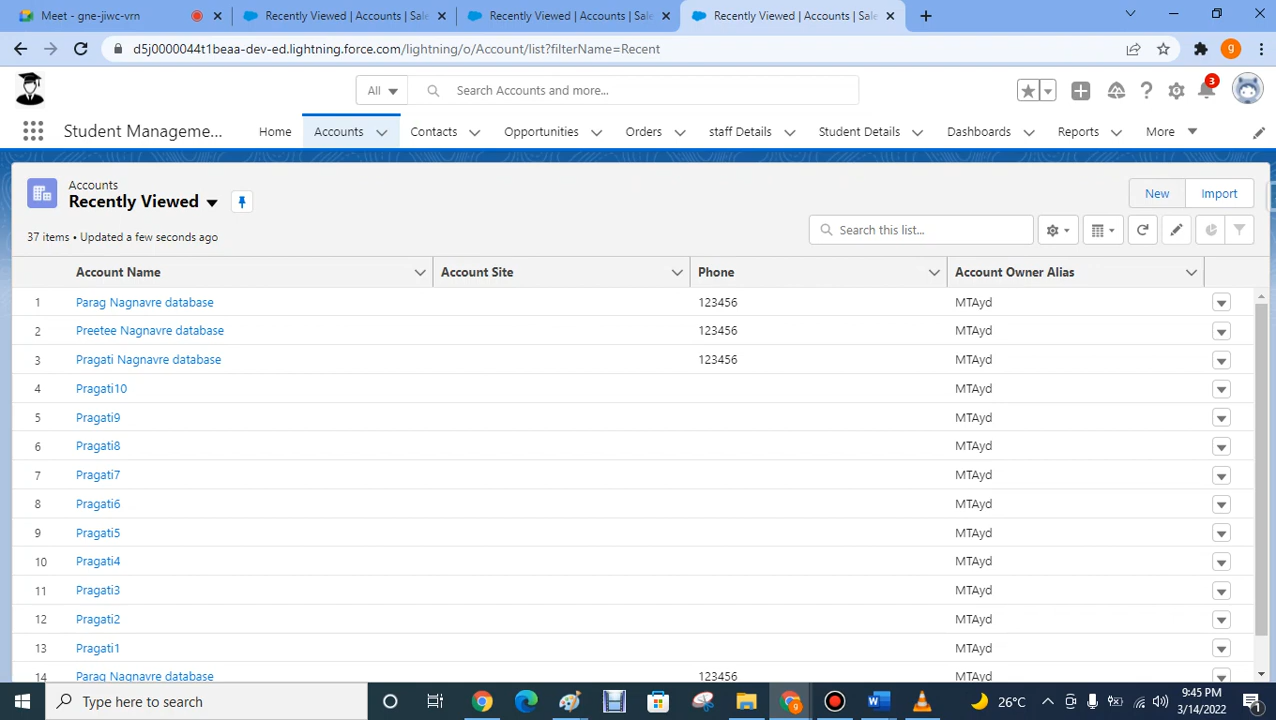 Meet - gne-jiwc-vrn
Recently Viewed | Accounts | Sal
Recently Viewed | Accounts | Sale
Recently Viewed | Accounts | Sale
d5j0000044t1beaa-dev-ed.lightning.force.com/lightning/o/Account/list?filterName=Recent
g
All
Search Accounts and more...
3
Student Manageme...
Home
Accounts
Contacts
Opportunities
Orders
staff Details
Student Details
Dashboards
Reports
More
Accounts
Recently Viewed
New
Import
37 items • Updated a few seconds ago
Search this list...
Account Name
Account Site
Phone
Account Owner Alias
1 Parag Nagnavre database 123456 MTAyd
2 Preetee Nagnavre database 123456 MTAyd
3 Pragati Nagnavre database 123456 MTAyd
4 Pragati10 MTAyd
5 Pragati9 MTAyd
6 Pragati8 MTAyd
7 Pragati7 MTAyd
8 Pragati6 MTAyd
9 Pragati5 MTAyd
10 Pragati4 MTAyd
11 Pragati3 MTAyd
12 Pragati2 MTAyd
13 Pragati1 MTAyd
14 Parag Nagnavre database 123456 MTAyd
Type here to search
26°C
9:45 PM
3/14/2022
1